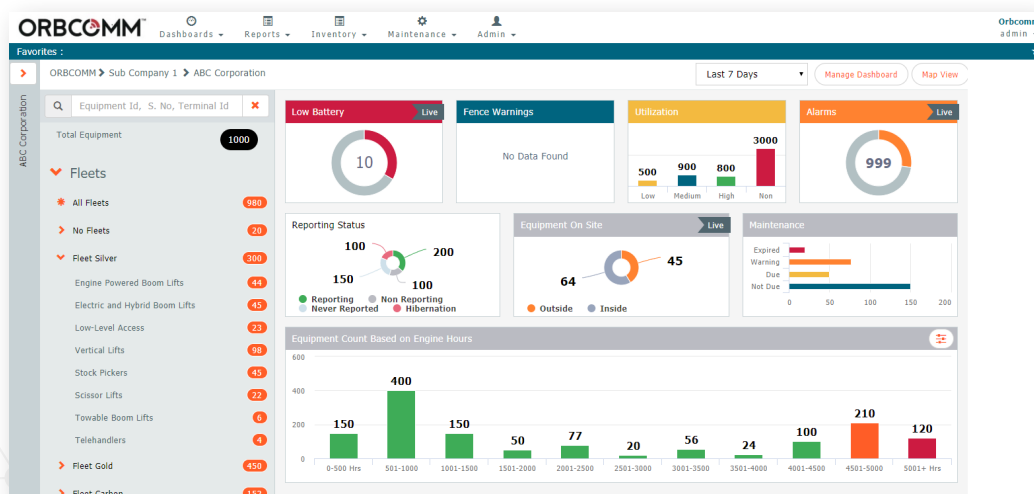 ORBCOMM™
Dashboards Reports Inventory Maintenance Admin
Orbcomm
admin
Favorites :
ORBCOMM Sub Company 1 ABC Corporation
Last 7 Days
Manage Dashboard
Map View
ABC Corporation
Equipment Id, S. No, Terminal Id
Total Equipment 1000
Fleets
All Fleets 980
No Fleets 20
Fleet Silver 300
Engine Powered Boom Lifts 44
Electric and Hybrid Boom Lifts 45
Low-Level Access 23
Vertical Lifts 98
Stock Pickers 45
Scissor Lifts 22
Towable Boom Lifts 6
Telehandlers 4
Fleet Gold 450
Fleet Carbon 152
Low Battery Live
10
Fence Warnings
No Data Found
Utilization
500 900 800 3000
Low Medium High Non
Alarms Live
999
Reporting Status
100 200
150 100
Reporting Non Reporting
Never Reported Hibernation
Equipment On Site Live
45
64
Outside Inside
Maintenance
Expired
Warning
Due
Not Due
0 50 100 150 200
Equipment Count Based on Engine Hours
600
400
200
0
150 400 150 50 77 20 56 24 100 210 120
0-500 Hrs 501-1000 1001-1500 1501-2000 2001-2500 2501-3000 3001-3500 3501-4000 4001-4500 4501-5000 5001+ Hrs